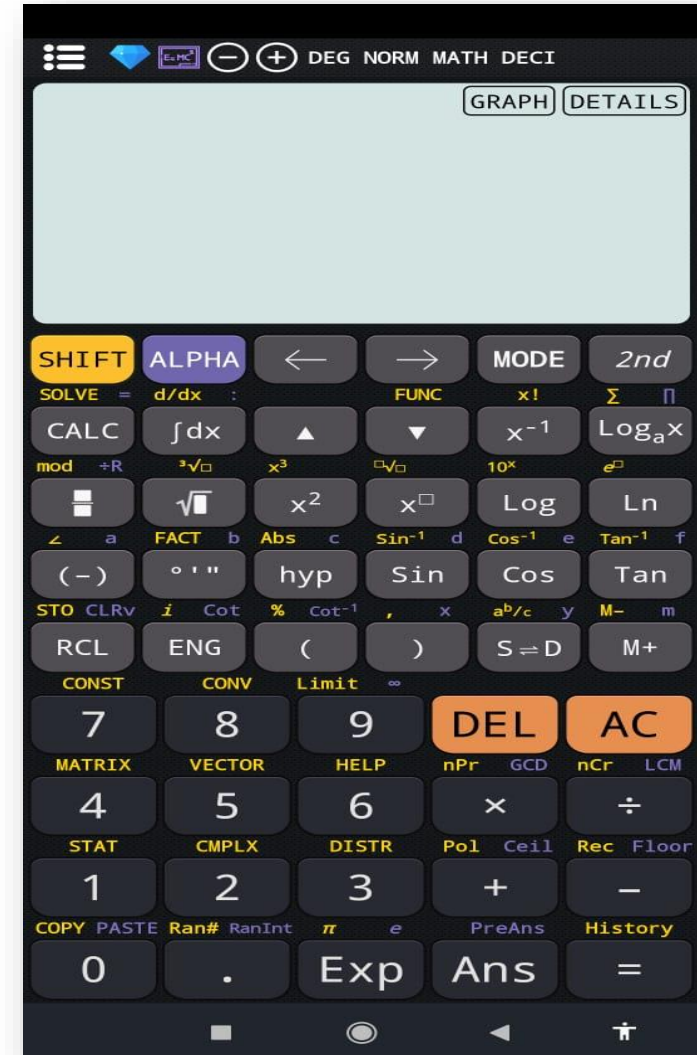 E=MC² DEG NORM MATH DECI
GRAPH DETAILS
SHIFT ALPHA ← → MODE 2nd
SOLVE = d/dx : FUNC x! Σ ∏
CALC ∫dx ▲ ▼ x⁻¹ Logₐx
mod ÷R ³√□ x³ □√□ 10ˣ e□
√ x² x□ Log Ln
∠ a FACT b Abs c Sin⁻¹ d Cos⁻¹ e Tan⁻¹ f
(−) ° ' " hyp Sin Cos Tan
STO CLRv i Cot % Cot⁻¹ , x aᵇ/c y M− m
RCL ENG ( ) S⇌D M+
CONST CONV Limit ∞
7 8 9 DEL AC
MATRIX VECTOR HELP nPr GCD nCr LCM
4 5 6 × ÷
STAT CMPLX DISTR Pol Ceil Rec Floor
1 2 3 + −
COPY PASTE Ran# RanInt π e PreAns History
0 . Exp Ans =